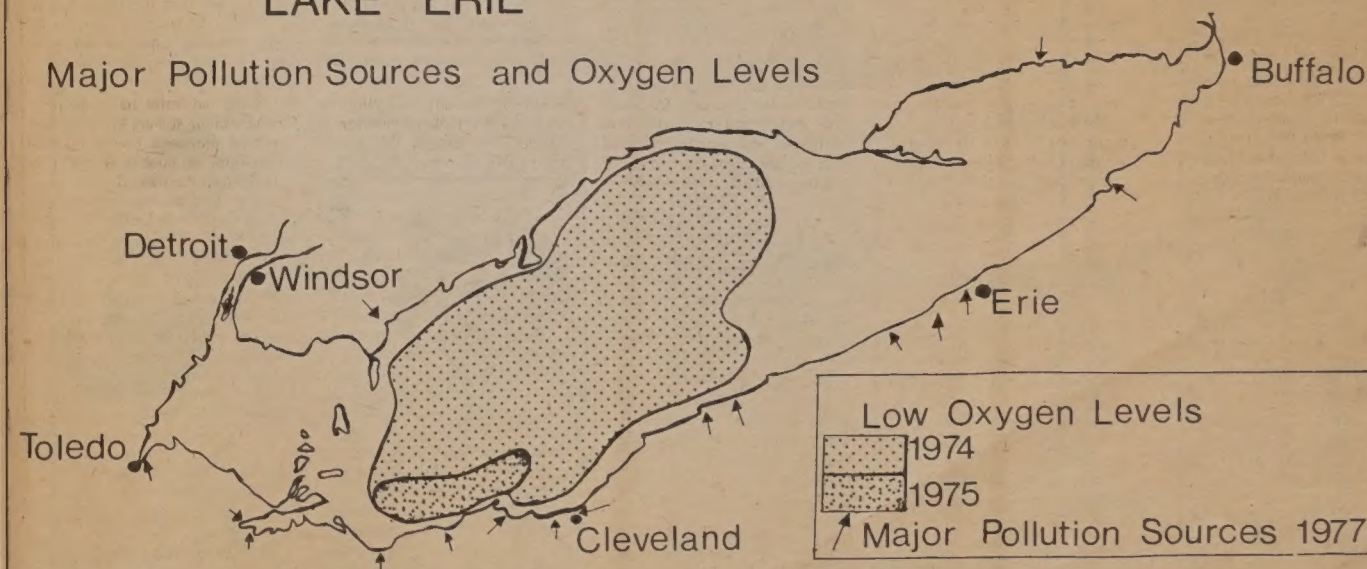 LAKE ERIE
Major Pollution Sources and Oxygen Levels
Buffalo
Detroit
Windsor
Erie
Toledo
Cleveland
Low Oxygen Levels
1974
1975
Major Pollution Sources 1977